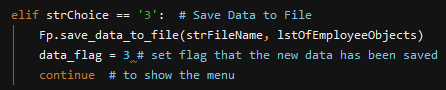 elif strChoice == '3':  # Save Data to File
    Fp.save_data_to_file(strFileName, lstOfEmployeeObjects)
    data_flag = 3 # set flag that the new data has been saved
    continue  # to show the menu